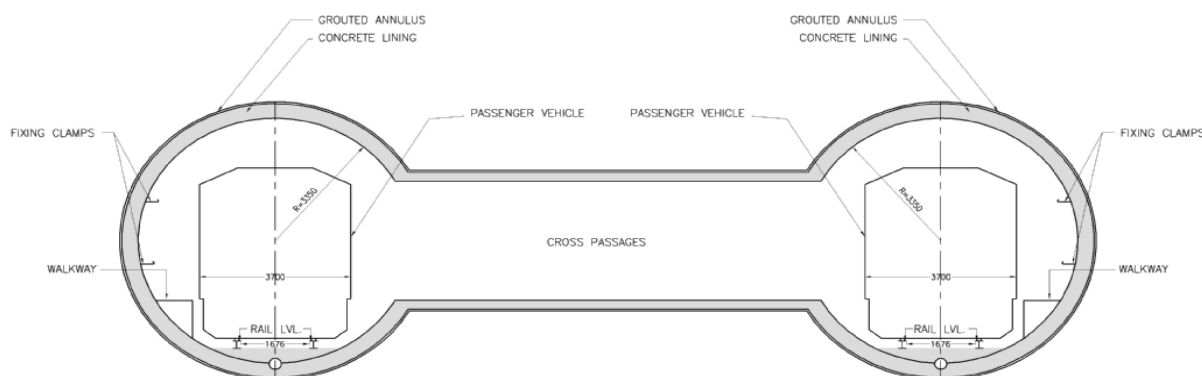 GROUTED ANNULUS
GROUTED ANNULUS
CONCRETE LINING
CONCRETE LINING
PASSENGER VEHICLE
PASSENGER VEHICLE
FIXING CLAMPS
FIXING CLAMPS
R=3350
R=3350
CROSS PASSAGES
WALKWAY
WALKWAY
3700
3700
RAIL LVL.
RAIL LVL.
1676
1676